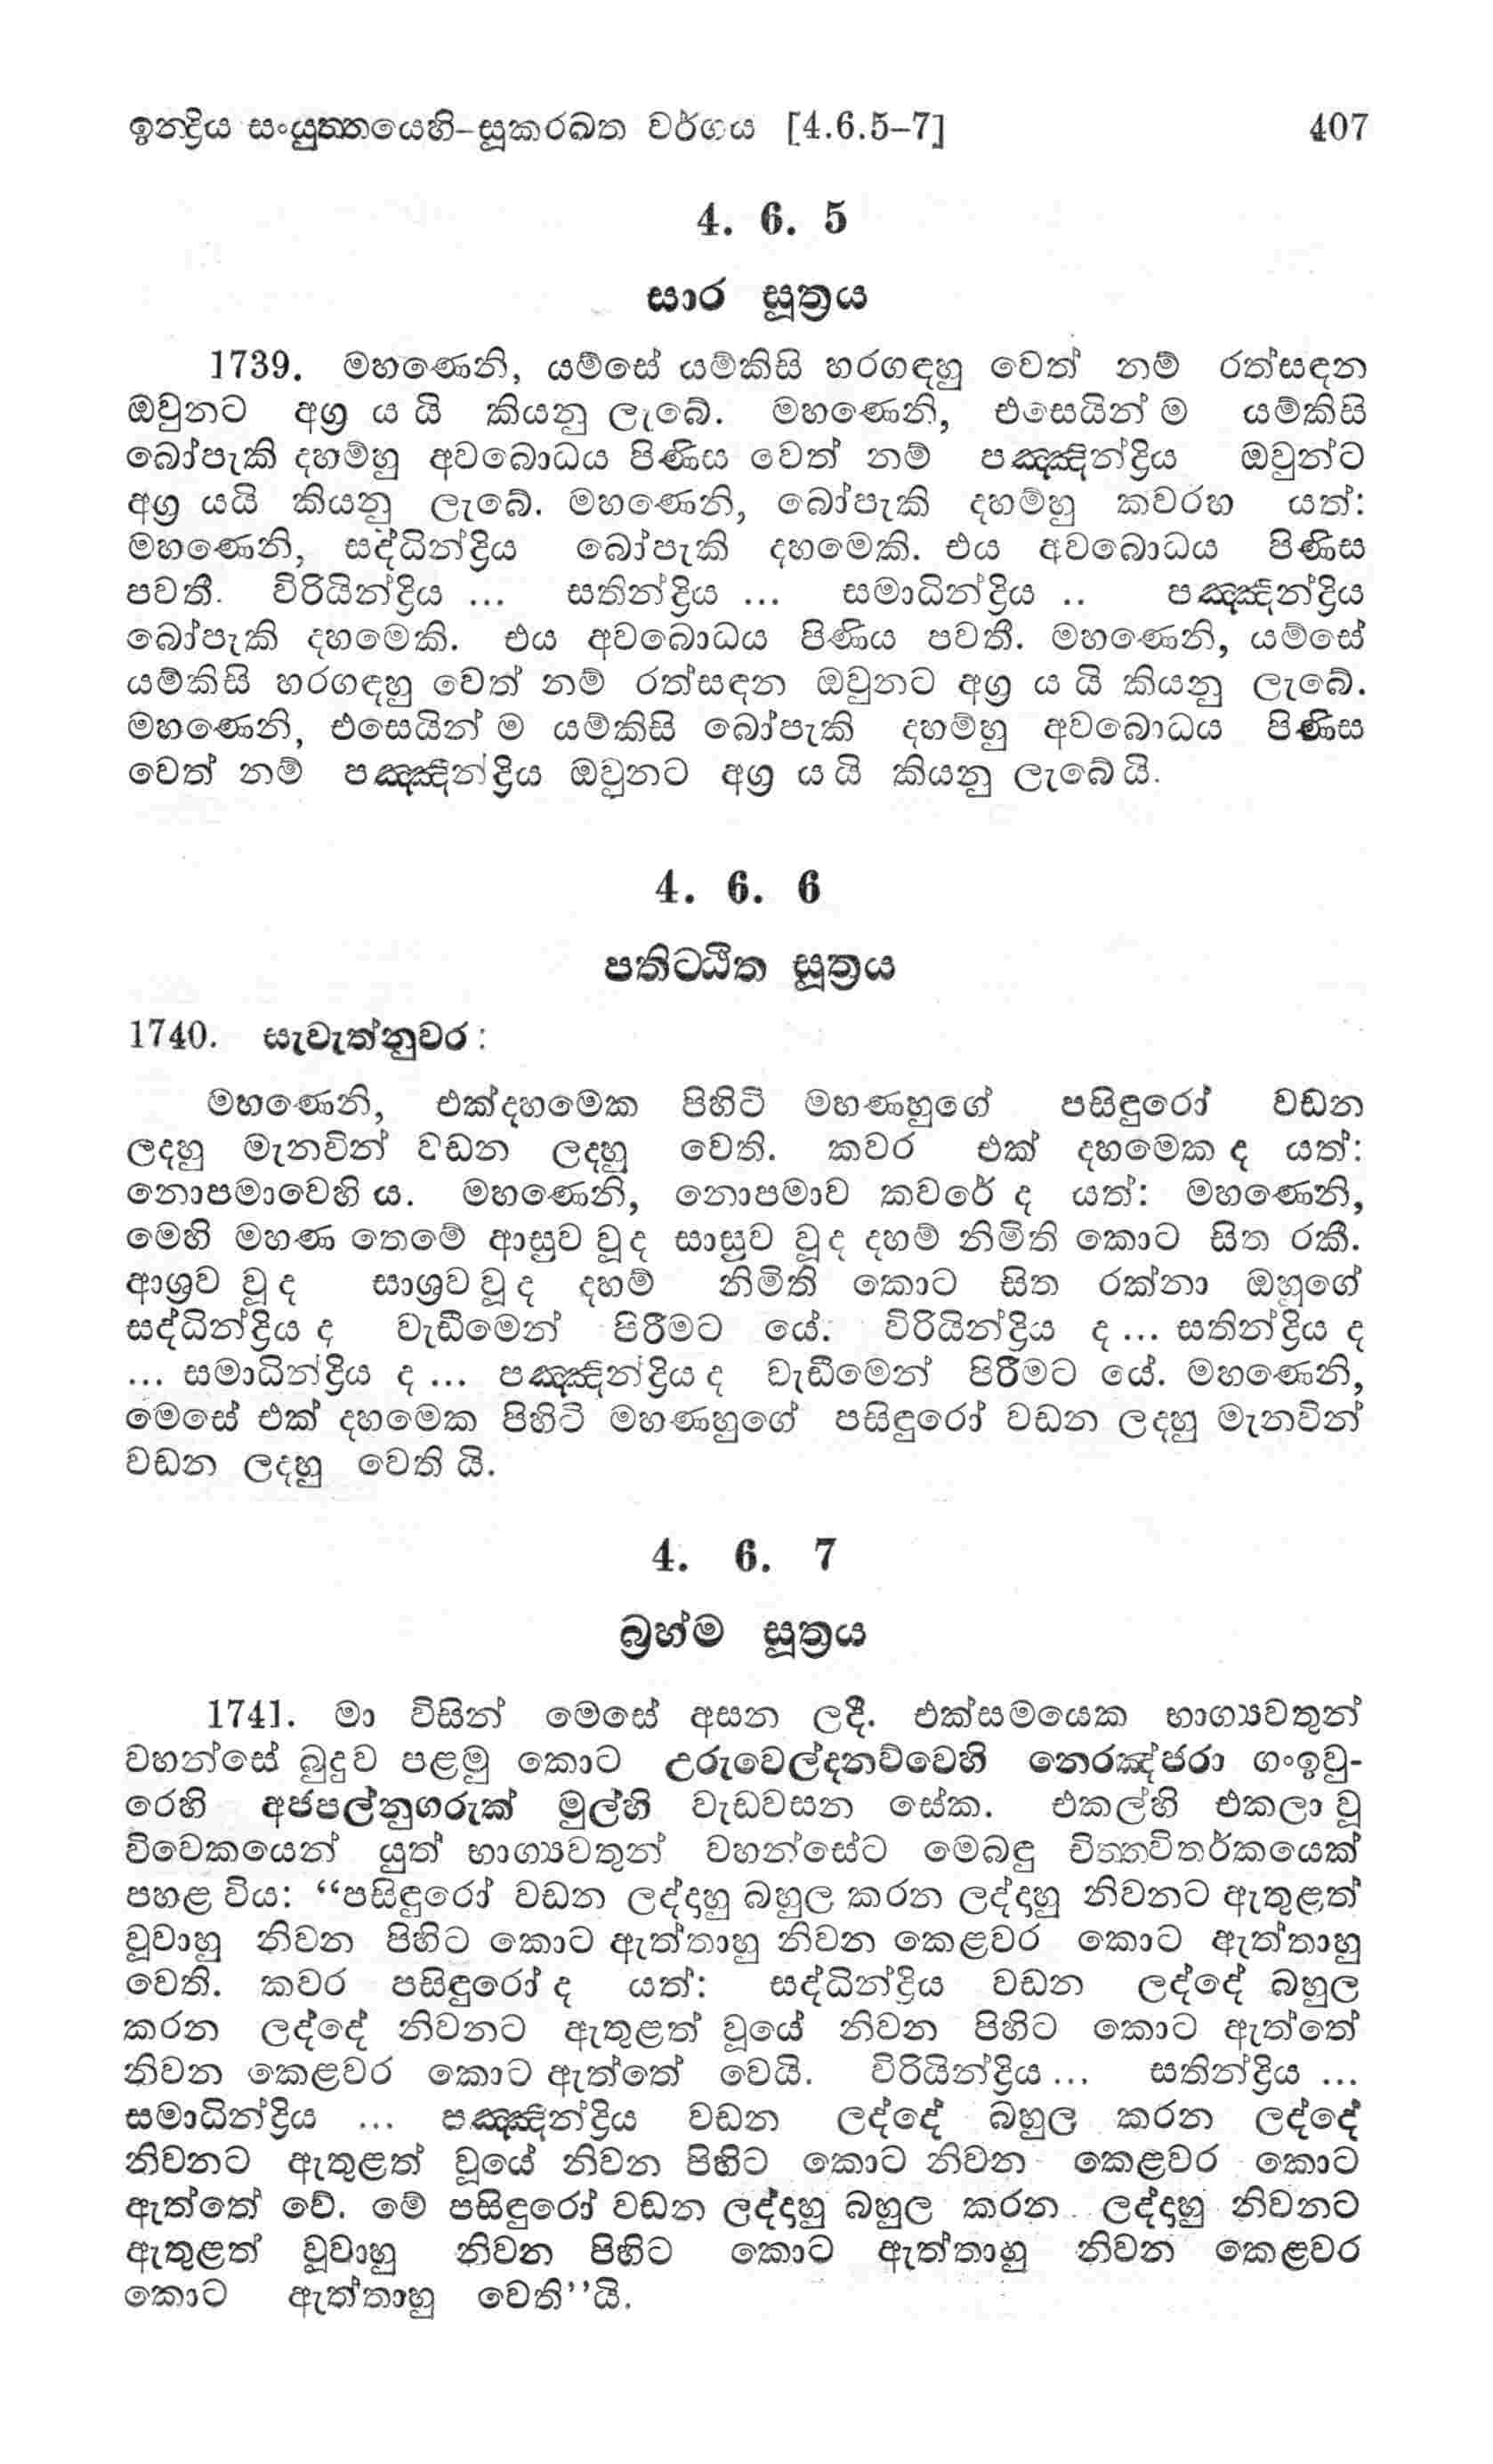 ඉන්ද්‍රිය සංයුත්තයෙහි-සූකරඛත වර්ගය [4.6.5-7] 407
4. 6. 5
සාර සූත්‍රය
1739. මහණෙනි, යම්සේ යම්කිසි හරගඳහු වෙත් නම් රත්සඳන
ඔවුනට අග්‍ර ය යි කියනු ලැබේ. මහණෙනි, එසෙයින් ම යම්කිසි
බෝපැකි දහම්හු අවබොධය පිණිස වෙත් නම් පඤ්ඤින්ද්‍රිය ඔවුන්ට
අග්‍ර යයි කියනු ලැබේ. මහණෙනි, බෝපැකි දහම්හු කවරහ යත්:
මහණෙනි, සද්ධින්ද්‍රිය බෝපැකි දහමෙකි. එය අවබොධය පිණිස
පවතී. විරියින්ද්‍රිය ... සතින්ද්‍රිය ... සමාධින්ද්‍රිය .. පඤ්ඤින්ද්‍රිය
බෝපැකි දහමෙකි. එය අවබොධය පිණිය පවතී. මහණෙනි, යම්සේ
යම්කිසි හරගඳහු වෙත් නම් රත්සඳන ඔවුනට අග්‍ර ය යි කියනු ලැබේ.
මහණෙනි, එසෙයින් ම යම්කිසි බෝපැකි දහම්හු අවබොධය පිණිස
වෙත් නම් පඤ්ඤින්ද්‍රිය ඔවුනට අග්‍ර ය යි කියනු ලැබේ යි.
4. 6. 6
පතිට්ඨිත සූත්‍රය
1740. සැවැත්නුවර :
මහණෙනි, එක්දහමෙක පිහිටි මහණහුගේ පසිඳුරෝ වඩන
ලදහු මැනවින් වඩන ලදහු වෙති. කවර එක් දහමෙක ද යත්:
නොපමාවෙහි ය. මහණෙනි, නොපමාව කවරේ ද යත්: මහණෙනි,
මෙහි මහණ තෙමේ ආසුව වූ ද සාසුව වූ ද දහම් නිමිති කොට සිත රකී.
ආශ්‍රව වූ ද සාශ්‍රව වූ ද දහම් නිමිති කොට සිත රක්නා ඔහුගේ
සද්ධින්ද්‍රිය ද වැඩීමෙන් පිරීමට යේ. විරියින්ද්‍රිය ද ... සතින්ද්‍රිය ද
... සමාධින්ද්‍රිය ද ... පඤ්ඤින්ද්‍රිය ද වැඩීමෙන් පිරීමට යේ. මහණෙනි,
මෙසේ එක් දහමෙක පිහිටි මහණහුගේ පසිඳුරෝ වඩන ලදහු මැනවින්
වඩන ලදහු වෙති යි.
4. 6. 7
බ්‍රහ්ම සූත්‍රය
1741. මා විසින් මෙසේ අසන ලදී. එක්සමයෙක භාග්‍යවතුන්
වහන්සේ බුදුව පළමු කොට උරුවෙල්දනව්වෙහි නෙරඤ්ජරා ගංඉවු-
රෙහි අජපල්නුගරුක් මුල්හි වැඩවසන සේක. එකල්හි එකලා වූ
විවෙකයෙන් යුත් භාග්‍යවතුන් වහන්සේට මෙබඳු චිත්තවිතර්කයෙක්
පහළ විය: “පසිඳුරෝ වඩන ලද්දාහු බහුල කරන ලද්දාහු නිවනට ඇතුළත්
වූවාහු නිවන පිහිට කොට ඇත්තාහු නිවන කෙළවර කොට ඇත්තාහු
වෙති. කවර පසිඳුරෝ ද යත්: සද්ධින්ද්‍රිය වඩන ලද්දේ බහුල
කරන ලද්දේ නිවනට ඇතුළත් වූයේ නිවන පිහිට කොට ඇත්තේ
නිවන කෙළවර කොට ඇත්තේ වෙයි. විරියින්ද්‍රිය ... සතින්ද්‍රිය ...
සමාධින්ද්‍රිය ... පඤ්ඤින්ද්‍රිය වඩන ලද්දේ බහුල කරන ලද්දේ
නිවනට ඇතුළත් වූයේ නිවන පිහිට කොට නිවන කෙළවර කොට
ඇත්තේ වේ. මේ පසිඳුරෝ වඩන ලද්දාහු බහුල කරන ලද්දාහු නිවනට
ඇතුළත් වූවාහු නිවන පිහිට කොට ඇත්තාහු නිවන කෙළවර
කොට ඇත්තාහු වෙති”යි.